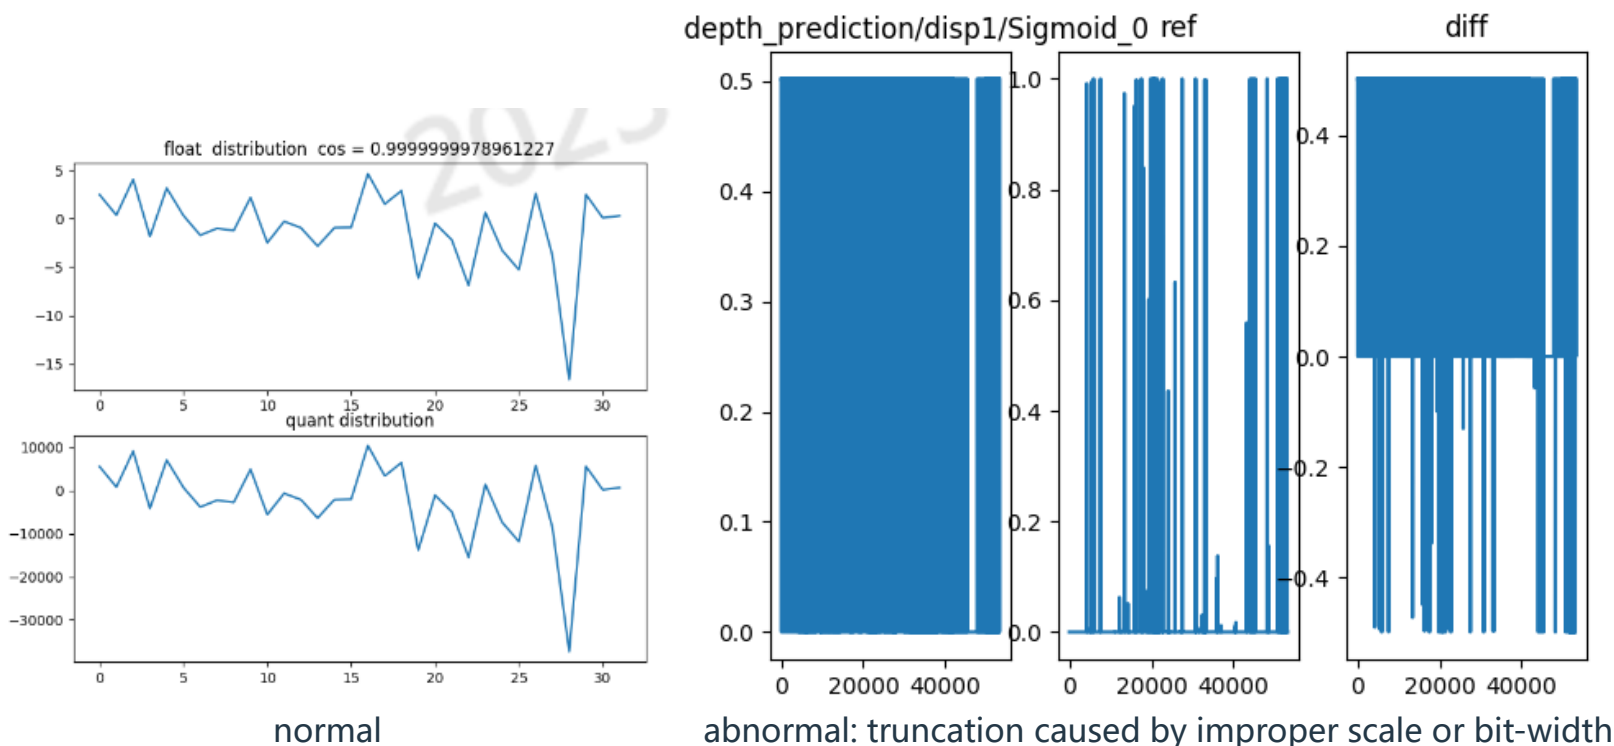 depth_prediction/disp1/Sigmoid_0 ref diff
2023
float distribution cos = 0.9999999978961227
5
0
−5
−10
−15
0 5 10 15 20 25 30
quant distribution
10000
0
−10000
−20000
−30000
0 5 10 15 20 25 30
0.5
0.4
0.3
0.2
0.1
0.0
0 20000 40000
1.0
0.8
0.6
0.4
0.2
0.0
0 20000 40000
0.4
0.2
0.0
−0.2
−0.4
0 20000 40000
normal
abnormal: truncation caused by improper scale or bit-width